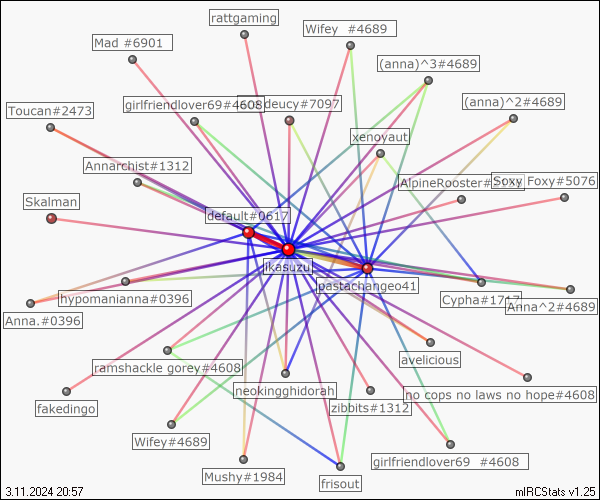 rattgaming
Wifey  #4689
Mad #6901
(anna)^3#4689
girlfriendlover69#4608
deucy#7097
(anna)^2#4689
Toucan#2473
xenoyaut
Annarchist#1312
AlpineRooster#
Soxy Foxy#5076
Skalman
default#0617
ikasuzu
pastachangeo41
hypomanianna#0396
Cypha#1717
Anna^2#4689
Anna.#0396
avelicious
ramshackle gorey#4608
neokingghidorah
no cops no laws no hope#4608
fakedingo
zibbits#1312
Wifey#4689
girlfriendlover69  #4608
Mushy#1984
frisout
3.11.2024 20:57
mIRCStats v1.25